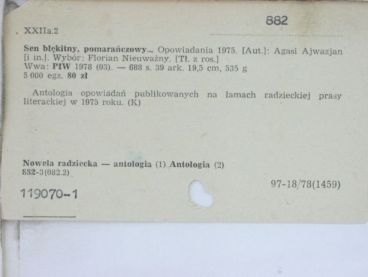 882
XXIIa.2
Sen błękitny, pomarańczowy... Opowiadania 1975. [Aut.]: Agasi Ajwazjan
[i in.]. Wybór: Florian Nieuważny. [Tł. z ros.]
Wwa: PIW 1978 (03). — 688 s. 39 ark. 19,5 cm, 535 g
5 000 egz. 80 zł
Antologia opowiadań publikowanych na łamach radzieckiej prasy
literackiej w 1975 roku. (K)
Nowela radziecka — antologia (1) Antologia (2)
882-3(082.2)
97-18/78(1459)
119070-1